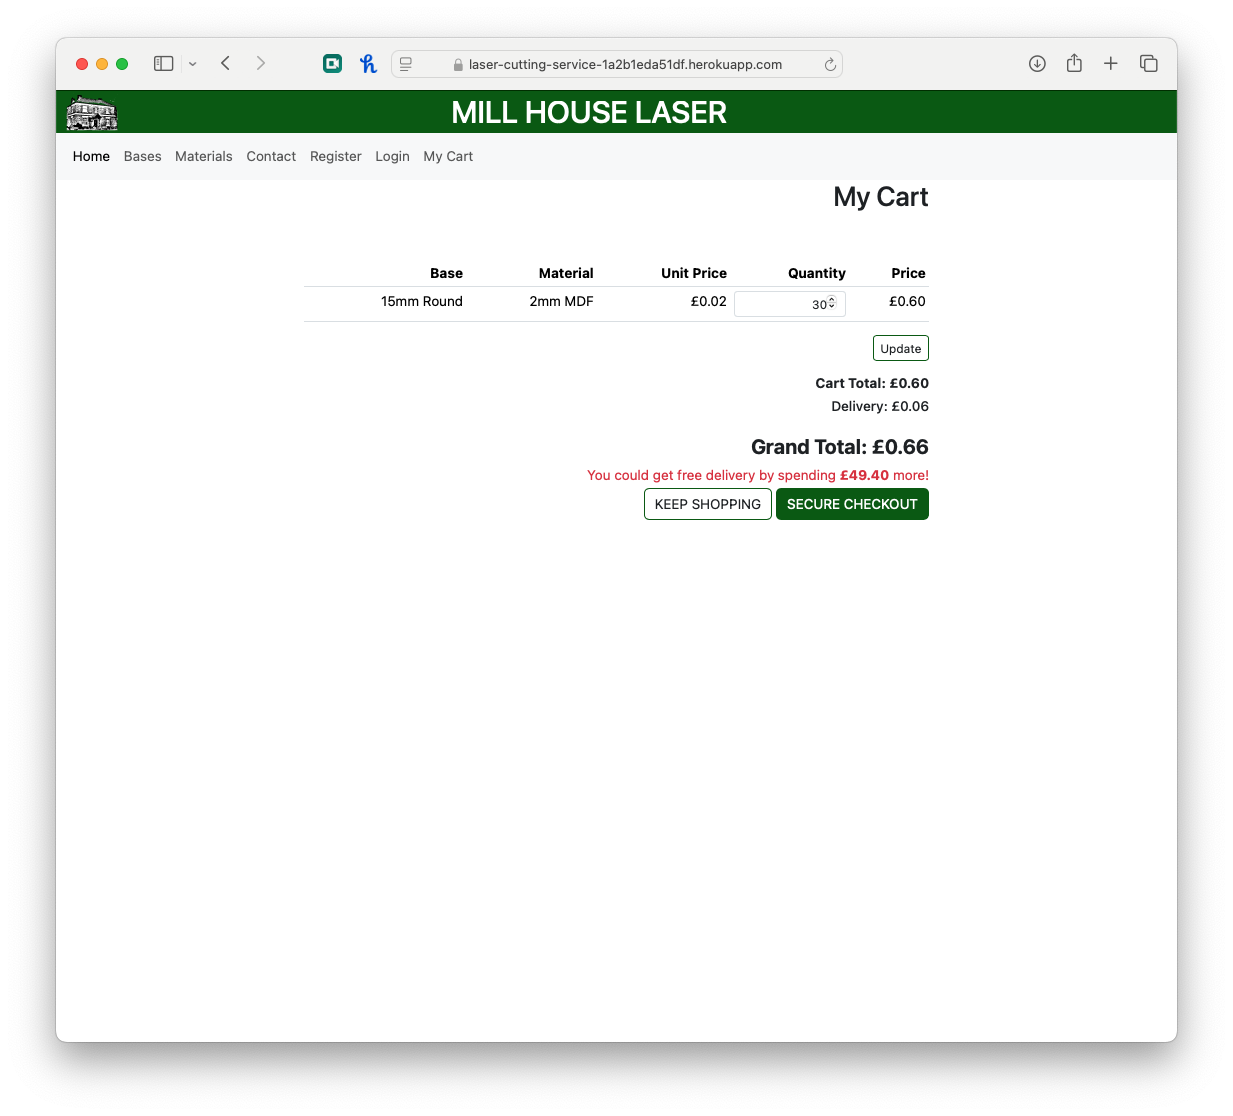 laser-cutting-service-1a2b1eda51df.herokuapp.com
MILL HOUSE LASER
Home Bases Materials Contact Register Login My Cart
My Cart
Base Material Unit Price Quantity Price
15mm Round 2mm MDF £0.02 30 £0.60
Update
Cart Total: £0.60
Delivery: £0.06
Grand Total: £0.66
You could get free delivery by spending £49.40 more!
KEEP SHOPPING SECURE CHECKOUT